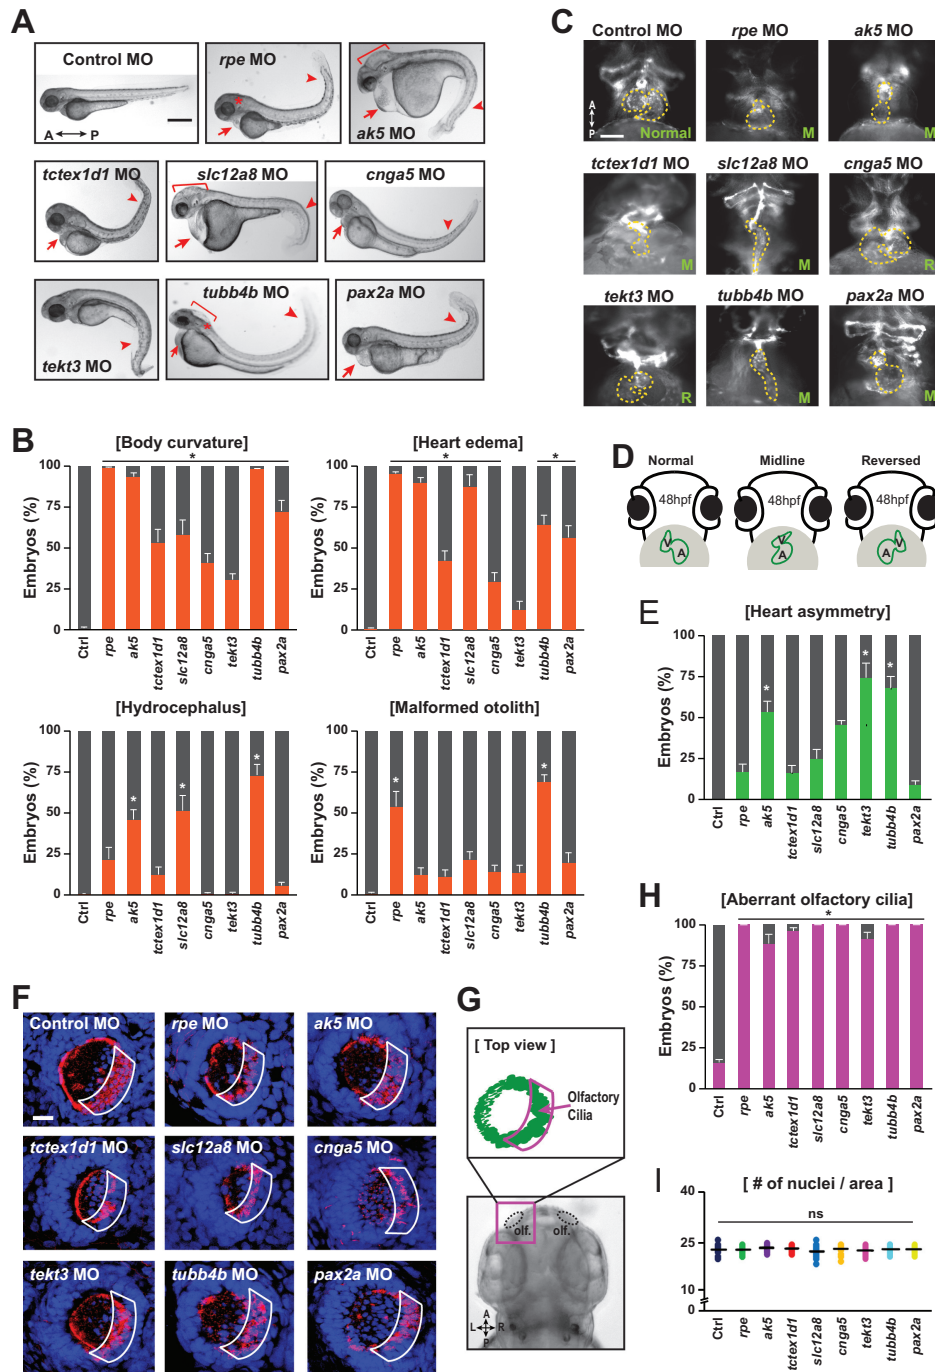 A
Control MO
A P
rpe MO
ak5 MO
tctex1d1 MO
slc12a8 MO
cnga5 MO
tekt3 MO
tubb4b MO
pax2a MO
*
*
B
[Body curvature]
*
Embryos (%)
100
75
50
25
0
Ctrl
rpe
ak5
tctex1d1
slc12a8
cnga5
tekt3
tubb4b
pax2a
[Heart edema]
* *
Embryos (%)
100
75
50
25
0
Ctrl
rpe
ak5
tctex1d1
slc12a8
cnga5
tekt3
tubb4b
pax2a
[Hydrocephalus]
* * *
Embryos (%)
100
75
50
25
0
Ctrl
rpe
ak5
tctex1d1
slc12a8
cnga5
tekt3
tubb4b
pax2a
[Malformed otolith]
* *
Embryos (%)
100
75
50
25
0
Ctrl
rpe
ak5
tctex1d1
slc12a8
cnga5
tekt3
tubb4b
pax2a
C
Control MO
rpe MO
ak5 MO
A
P
Normal
M
M
tctex1d1 MO
slc12a8 MO
cnga5 MO
M
M
R
tekt3 MO
tubb4b MO
pax2a MO
R
M
M
D
Normal
Midline
Reversed
48hpf
48hpf
48hpf
V
A
V
A
V
A
E
[Heart asymmetry]
* * *
Embryos (%)
100
75
50
25
0
Ctrl
rpe
ak5
tctex1d1
slc12a8
cnga5
tekt3
tubb4b
pax2a
F
Control MO
rpe MO
ak5 MO
tctex1d1 MO
slc12a8 MO
cnga5 MO
tekt3 MO
tubb4b MO
pax2a MO
G
[ Top view ]
Olfactory
Cilia
olf.
olf.
A
L R
P
H
[Aberrant olfactory cilia]
*
Embryos (%)
100
75
50
25
0
Ctrl
rpe
ak5
tctex1d1
slc12a8
cnga5
tekt3
tubb4b
pax2a
I
[ # of nuclei / area ]
ns
40
25
10
0
Ctrl
rpe
ak5
tctex1d1
slc12a8
cnga5
tekt3
tubb4b
pax2a